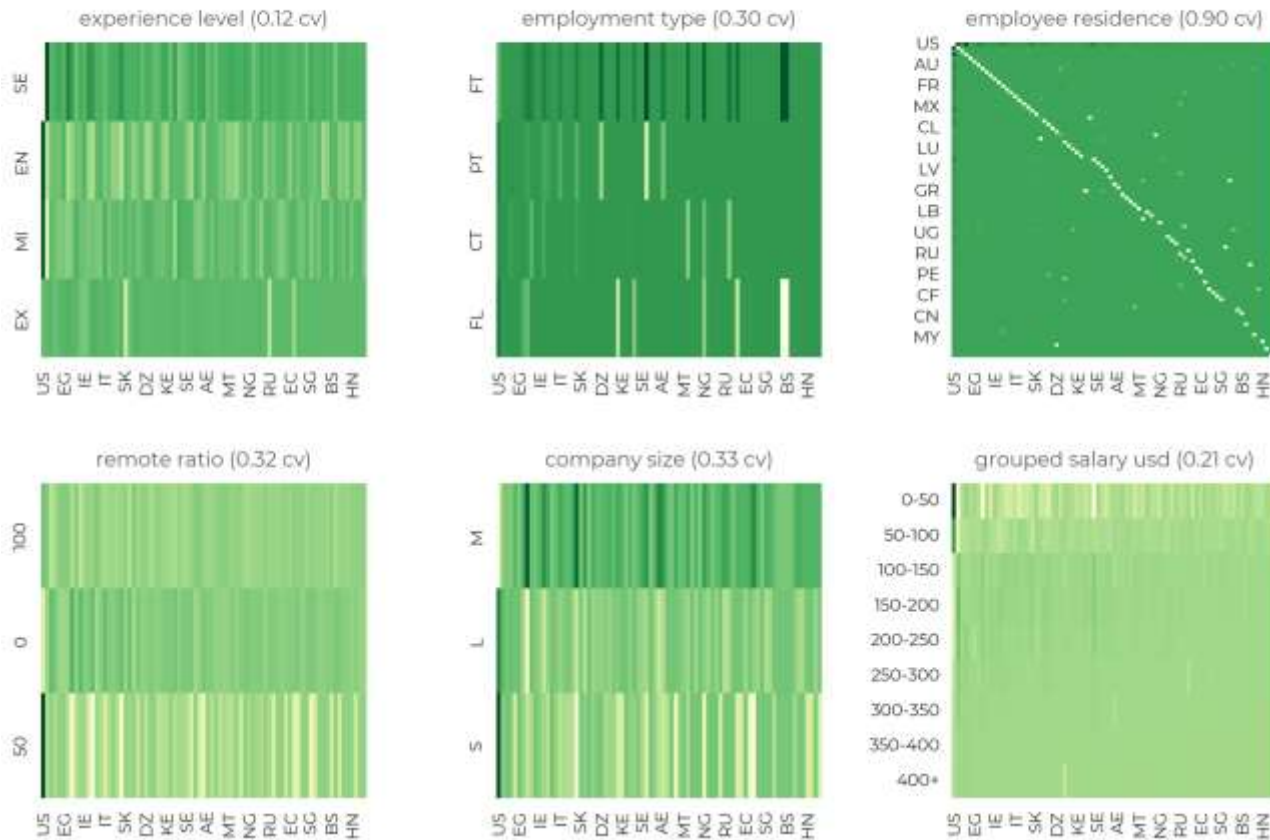 experience level (0.12 cv)
SE
EN
MI
EX
US EG IE IT SK DZ KE SE AE MT NG RU EC SG BS HN
employment type (0.30 cv)
FT
PT
CT
FL
US EG IE IT SK DZ KE SE AE MT NG RU EC SG BS HN
employee residence (0.90 cv)
US
AU
FR
MX
CL
LU
LV
GR
LB
UG
RU
PE
CF
CN
MY
US EG IE IT SK DZ KE SE AE MT NG RU EC SG BS HN
remote ratio (0.32 cv)
100
0
50
US EG IE IT SK DZ KE SE AE MT NG RU EC SG BS HN
company size (0.33 cv)
M
L
S
US EG IE IT SK DZ KE SE AE MT NG RU EC SG BS HN
grouped salary usd (0.21 cv)
0-50
50-100
100-150
150-200
200-250
250-300
300-350
350-400
400+
US EG IE IT SK DZ KE SE AE MT NG RU EC SG BS HN